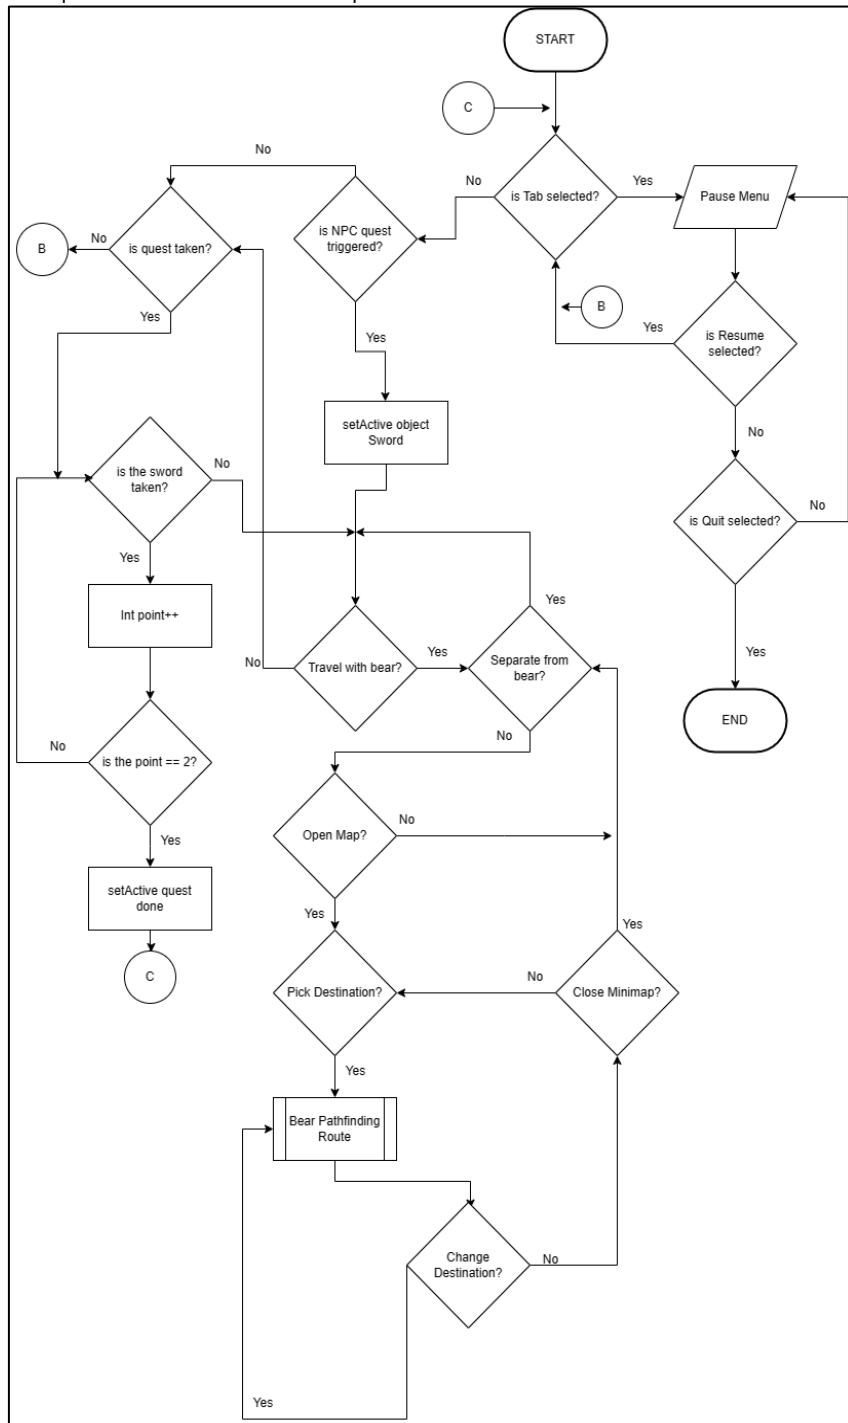 START
C
No
is Tab selected?
No
Yes
Pause Menu
is quest taken?
is NPC quest
triggered?
B
No
Yes
B
Yes
is Resume
selected?
Yes
setActive object
Sword
No
is the sword
taken?
No
is Quit selected?
No
Yes
Int point++
Yes
No
Travel with bear?
Yes
Separate from
bear?
Yes
END
No
is the point == 2?
No
Open Map?
No
Yes
setActive quest
done
Yes
Yes
C
Pick Destination?
No
Close Minimap?
Yes
Bear Pathfinding
Route
Change
Destination?
No
Yes